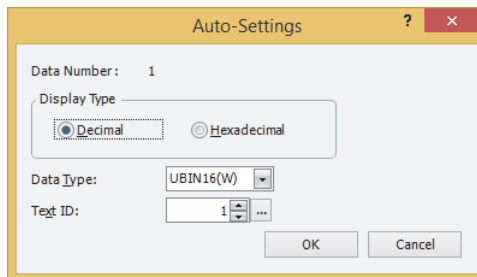 Auto-Settings ?
Data Number: 1
Display Type
Decimal Hexadecimal
Data Type: UBIN16(W)
Text ID: 1 ...
OK Cancel